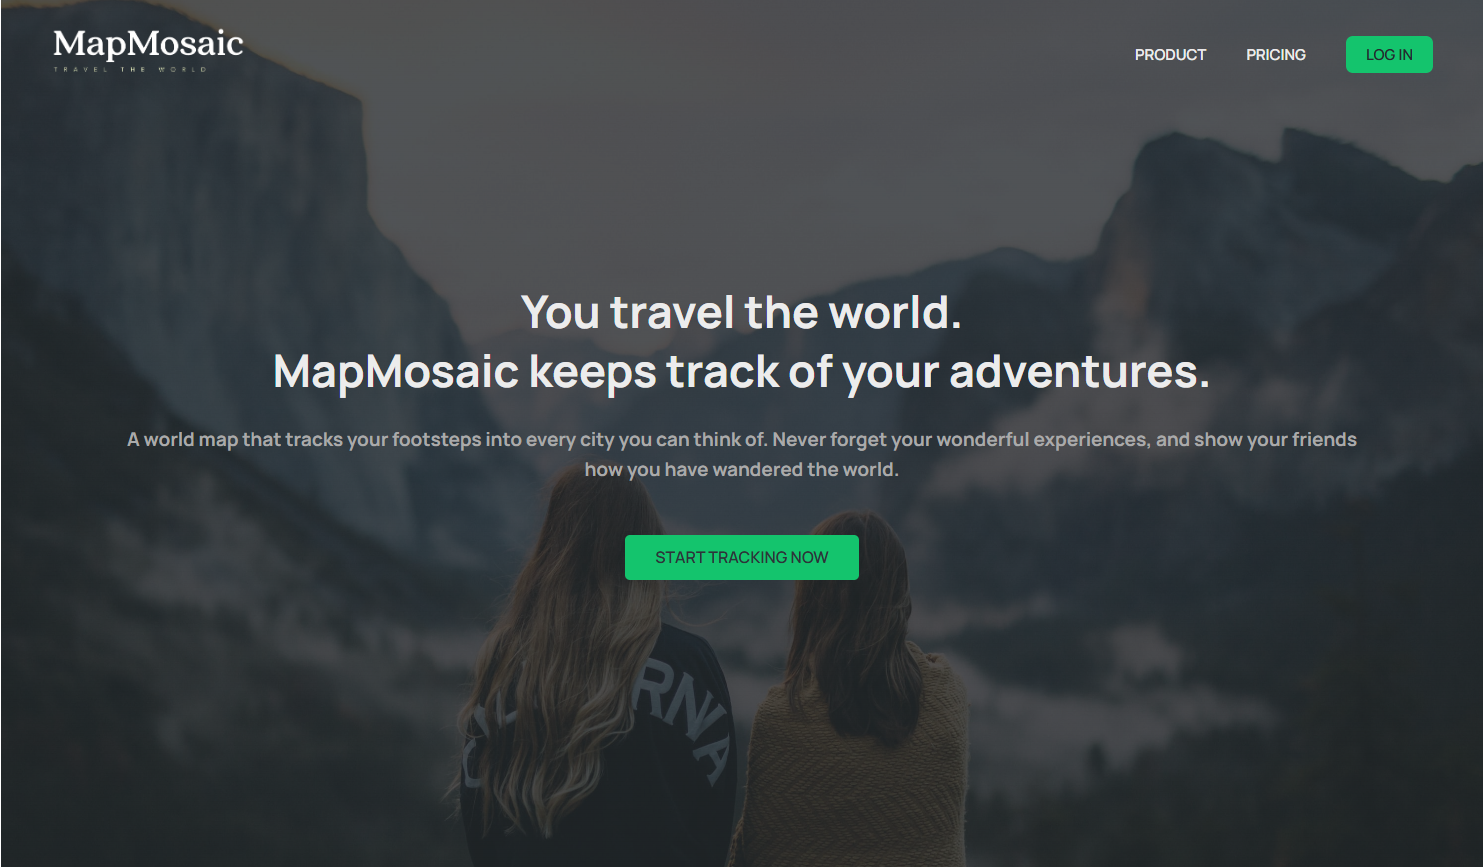 MapMosaic
TRAVEL THE WORLD
PRODUCT
PRICING
LOG IN
You travel the world.
MapMosaic keeps track of your adventures.
A world map that tracks your footsteps into every city you can think of. Never forget your wonderful experiences, and show your friends
how you have wandered the world.
START TRACKING NOW
RNIA